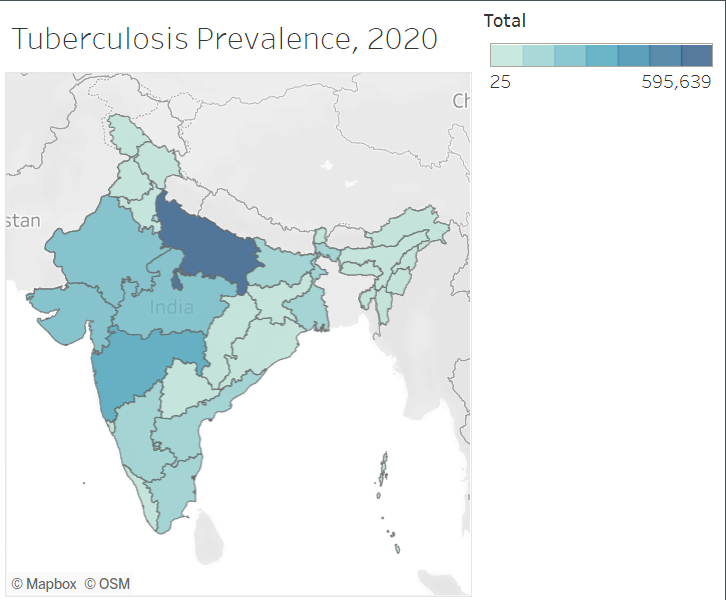 Tuberculosis Prevalence, 2020
Total
25 595,639
Ch
stan
India
© Mapbox © OSM